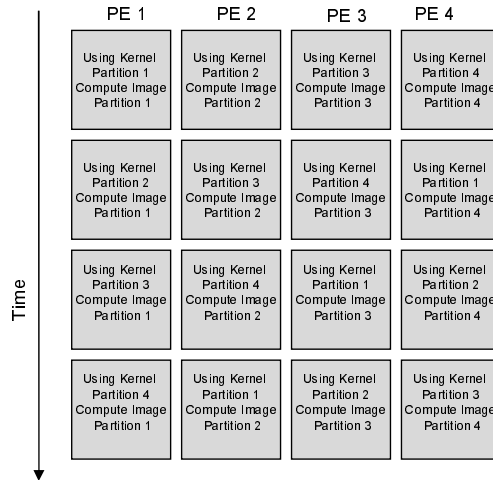 PE 1 PE 2 PE 3 PE 4
Using Kernel
Partition 1
Compute Image
Partition 1
Using Kernel
Partition 2
Compute Image
Partition 2
Using Kernel
Partition 3
Compute Image
Partition 3
Using Kernel
Partition 4
Compute Image
Partition 4
Using Kernel
Partition 2
Compute Image
Partition 1
Using Kernel
Partition 3
Compute Image
Partition 2
Using Kernel
Partition 4
Compute Image
Partition 3
Using Kernel
Partition 1
Compute Image
Partition 4
Using Kernel
Partition 3
Compute Image
Partition 1
Using Kernel
Partition 4
Compute Image
Partition 2
Using Kernel
Partition 1
Compute Image
Partition 3
Using Kernel
Partition 2
Compute Image
Partition 4
Using Kernel
Partition 4
Compute Image
Partition 1
Using Kernel
Partition 1
Compute Image
Partition 2
Using Kernel
Partition 2
Compute Image
Partition 3
Using Kernel
Partition 3
Compute Image
Partition 4
Time